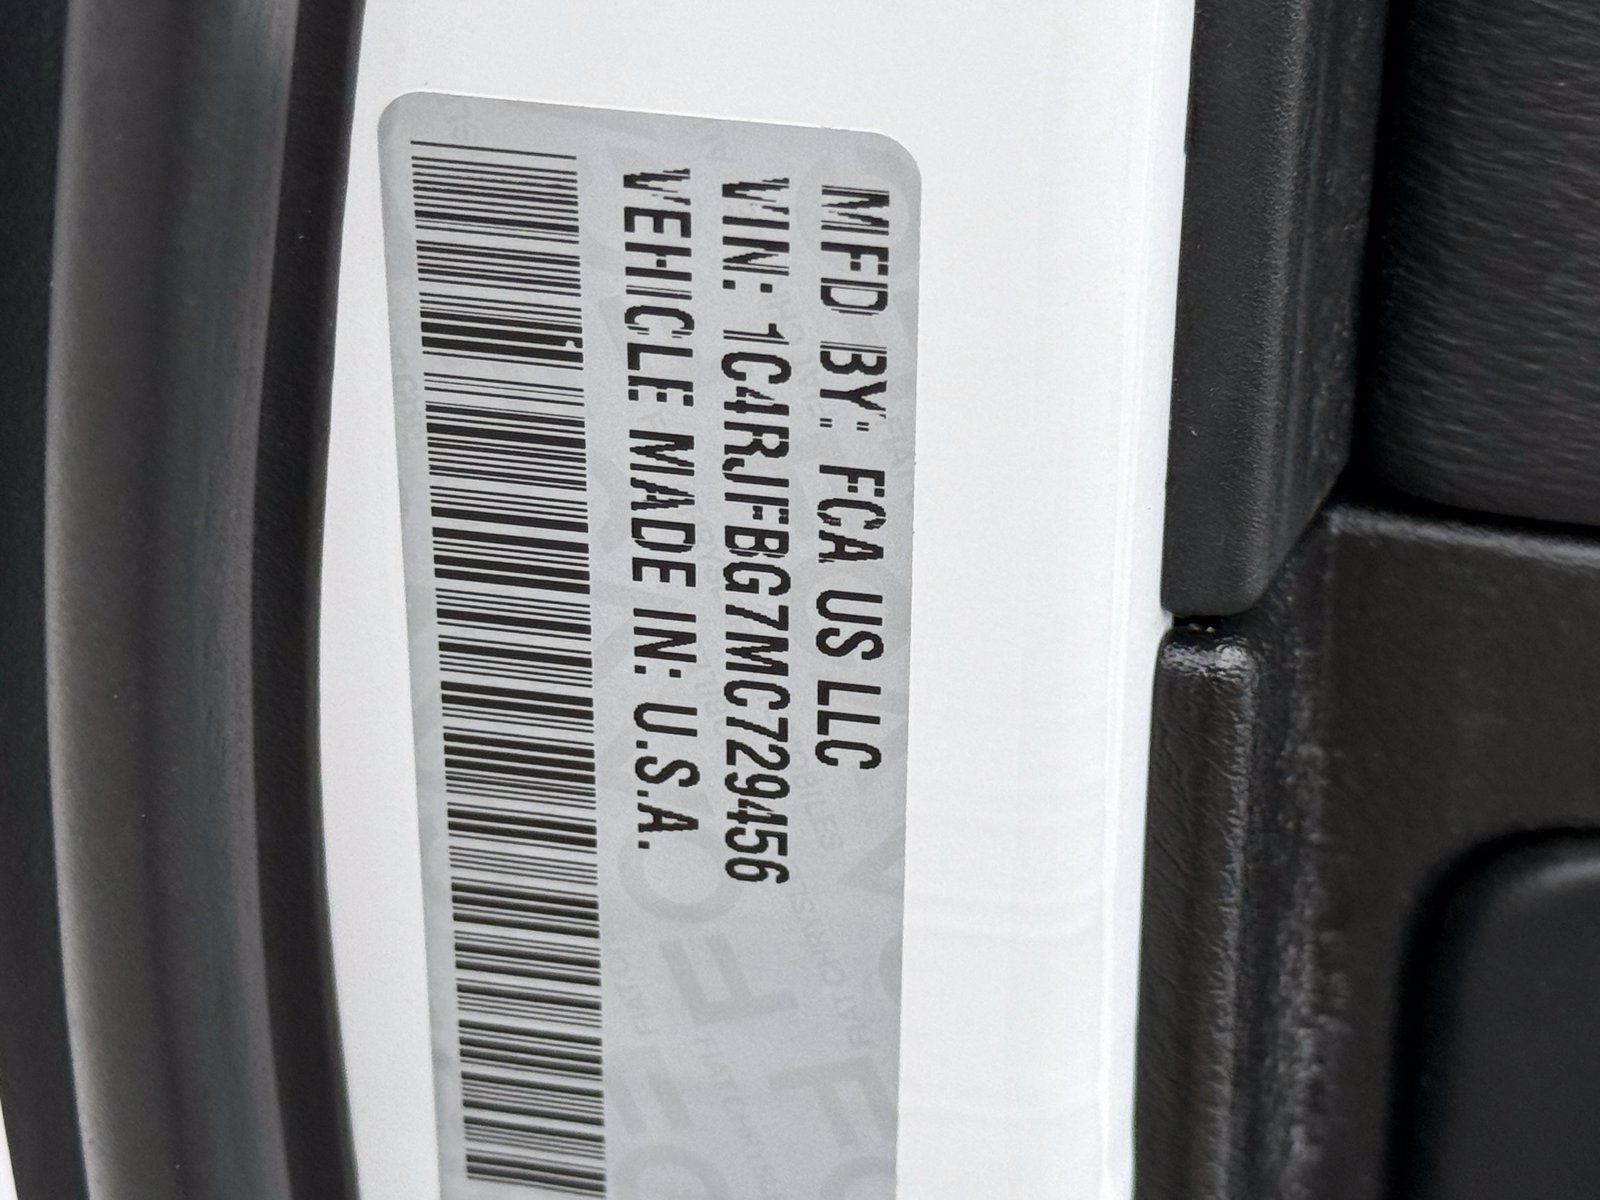 MFD BY: FCA US LLC
VIN: 1C4RJFBG7MC729456
VEHICLE MADE IN: U.S.A.